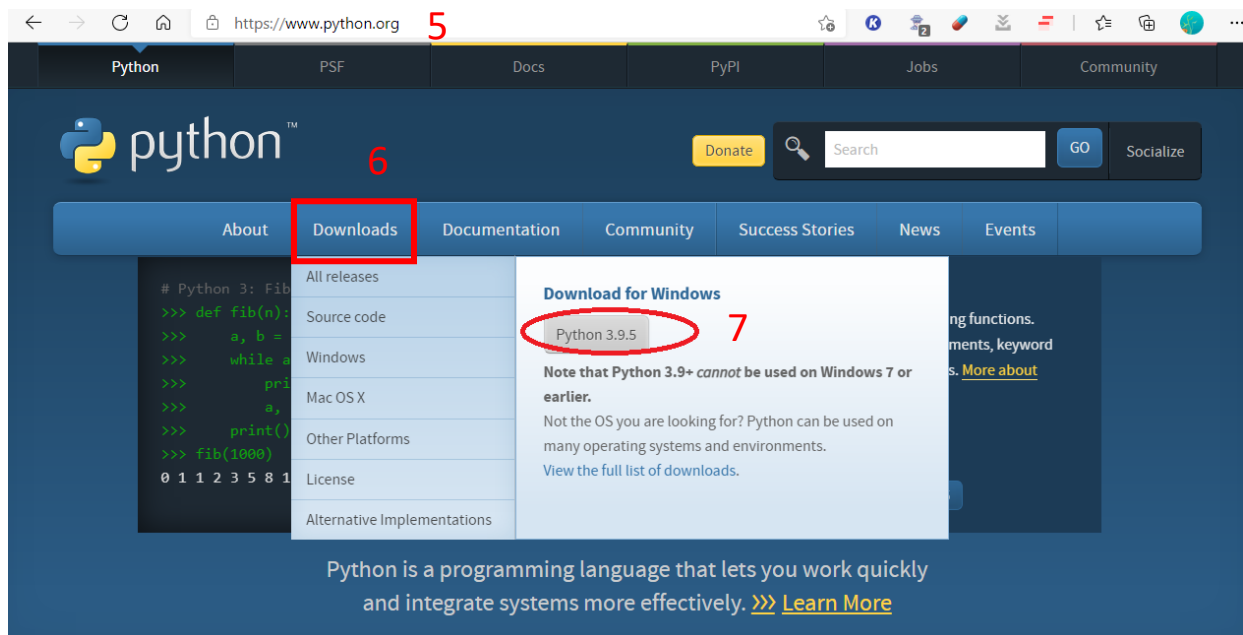 https://www.python.org 5
2
Python PSF Docs PyPI Jobs Community
python™
6
Donate Search GO Socialize
About Downloads Documentation Community Success Stories News Events
All releases
Source code
Windows
Mac OS X
Other Platforms
License
Alternative Implementations
Download for Windows
Python 3.9.5
7
Note that Python 3.9+ cannot be used on Windows 7 or
earlier.
Not the OS you are looking for? Python can be used on
many operating systems and environments.
View the full list of downloads.
# Python 3: Fib
>>> def fib(n):
>>> a, b =
>>> while a
>>> pri
>>> a,
>>> print()
>>> fib(1000)
0 1 1 2 3 5 8 1
ng functions.
ments, keyword
s. More about
Python is a programming language that lets you work quickly
and integrate systems more effectively. >>> Learn More